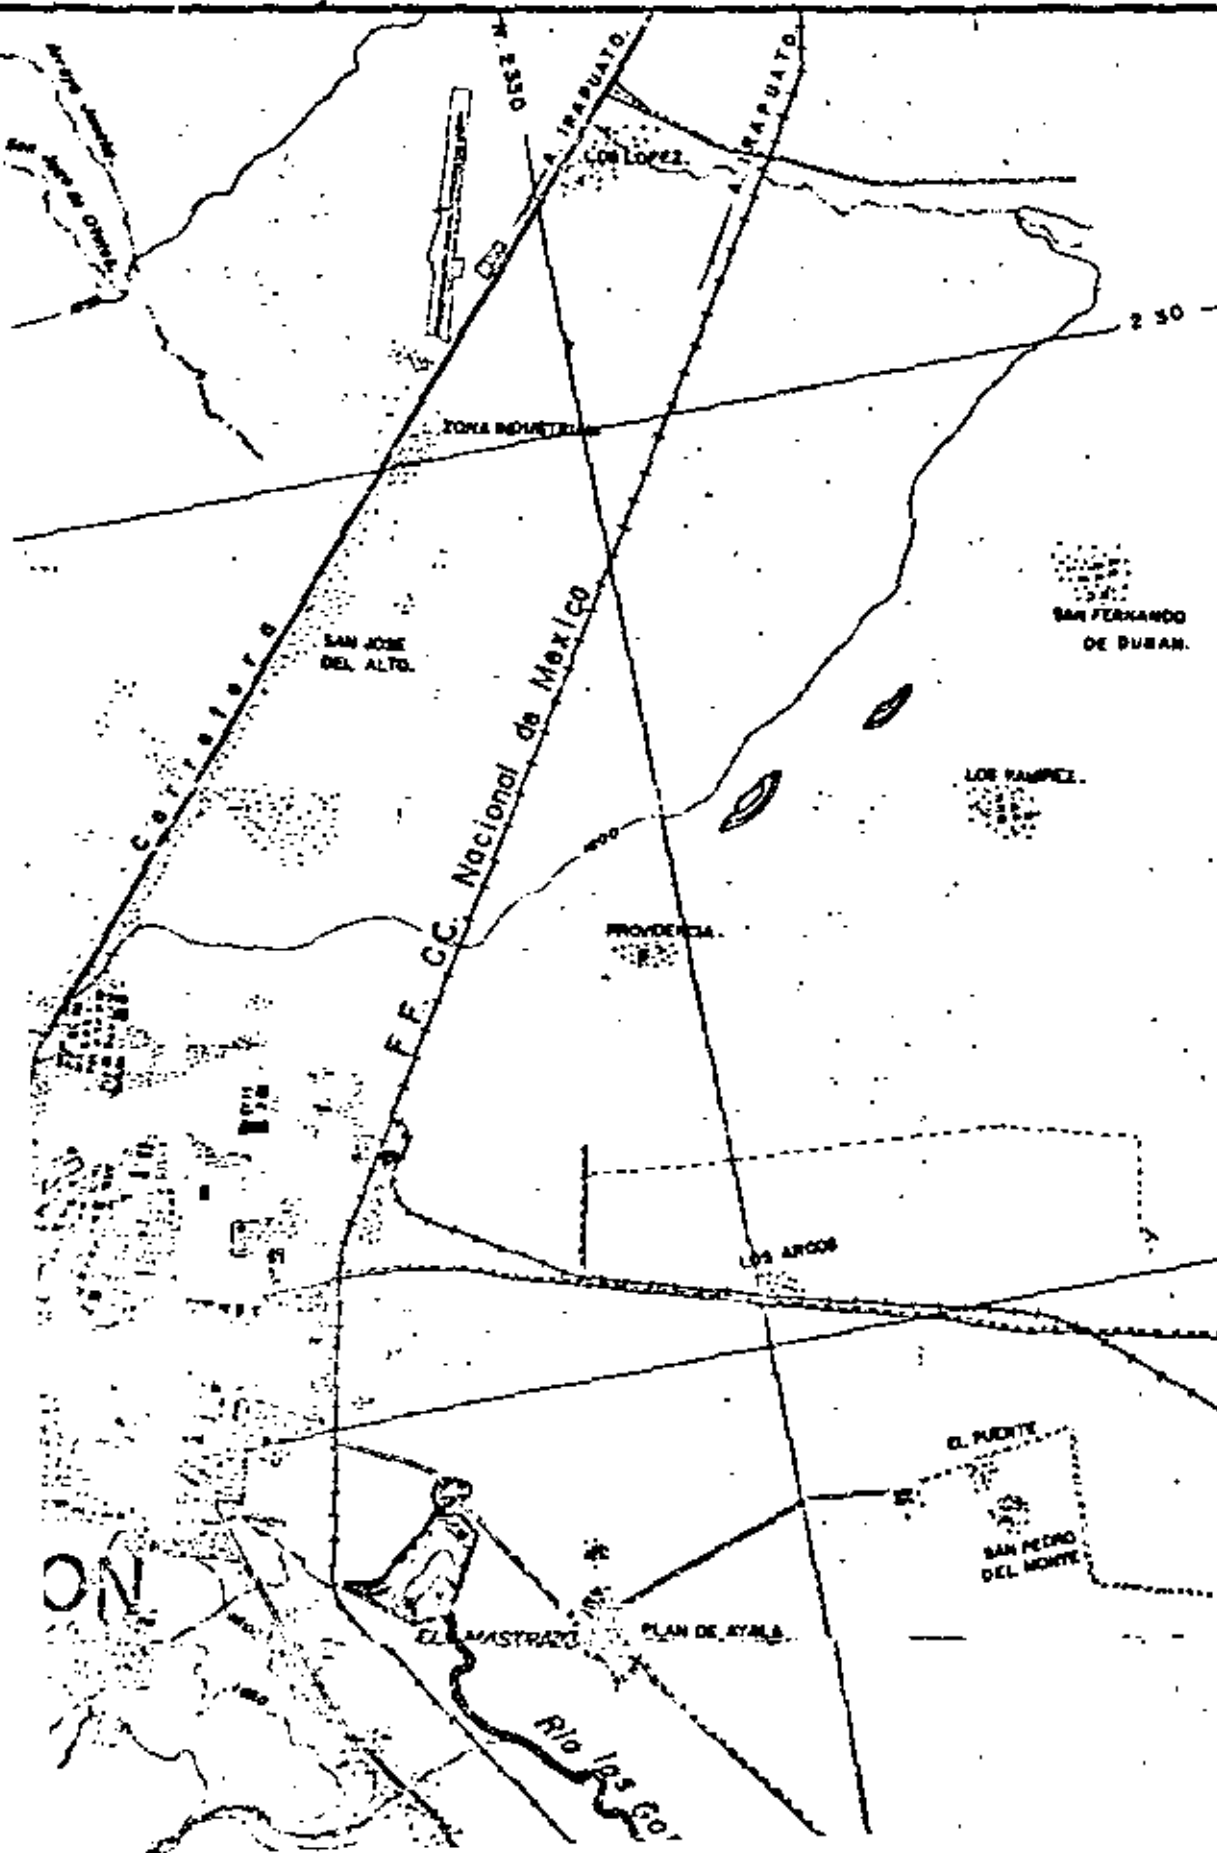 N. 2330
A. IRAPUATO.
A. IRAPUATO.
LOS LOPEZ.
2 30
ZONA INDUSTRIAL
SAN JOSE
DEL ALTO.
Carretera
F.F. CC. Nacional de Mexico
SAN FERNANDO
DE DURAN.
LOS RAMIREZ.
PROVIDENCIA.
LOS ARCOS
EL PUENTE
SAN PEDRO
DEL MONTE
ON
EL MASTRAZO
PLAN DE AYALA
Rio los Go